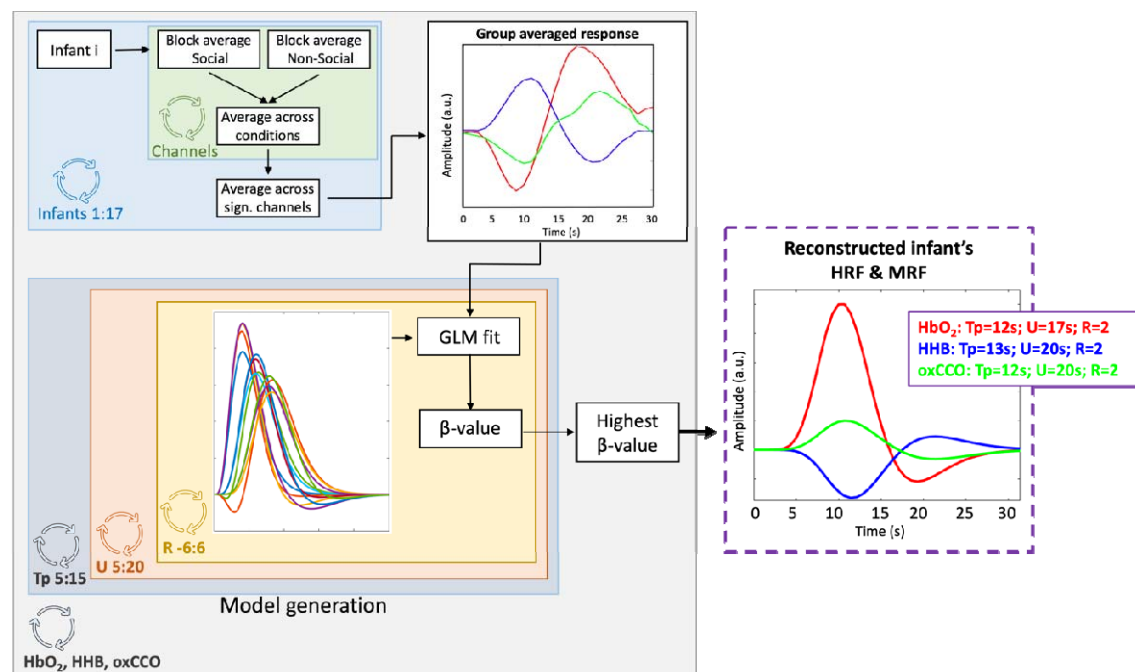 Infant i
Block average
Social
Block average
Non-Social
Average across
conditions
Channels
Average across
sign. channels
Infants 1:17
Group averaged response
Amplitude (a.u.)
0 5 10 15 20 25 30
Time (s)
GLM fit
β-value
R -6:6
U 5:20
Tp 5:15
Model generation
HbO₂, HHB, oxCCO
Highest
β-value
Reconstructed infant's
HRF & MRF
HbO₂: Tp=12s; U=17s; R=2
HHB: Tp=13s; U=20s; R=2
oxCCO: Tp=12s; U=20s; R=2
Amplitude (a.u.)
0 5 10 15 20 25 30
Time (s)